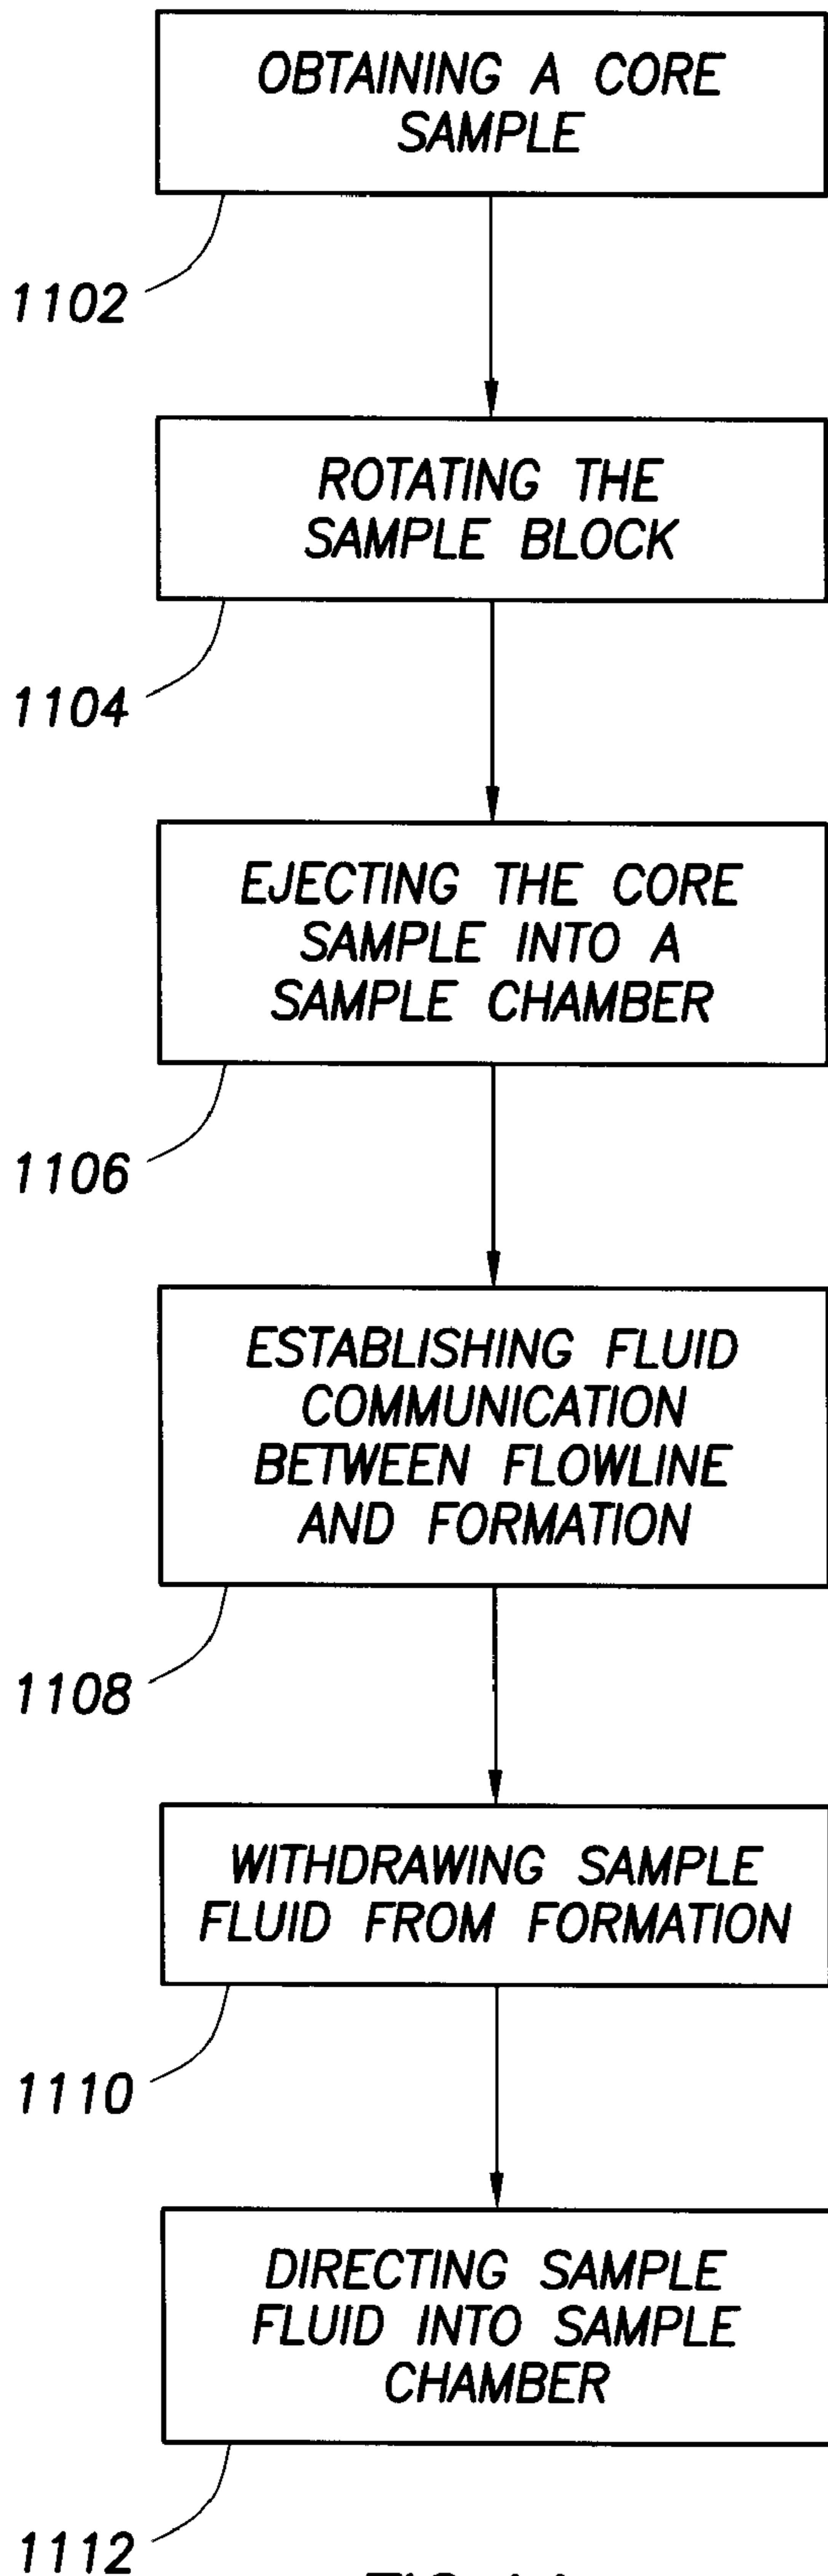 OBTAINING A CORE
SAMPLE
1102
ROTATING THE
SAMPLE BLOCK
1104
EJECTING THE CORE
SAMPLE INTO A
SAMPLE CHAMBER
1106
ESTABLISHING FLUID
COMMUNICATION
BETWEEN FLOWLINE
AND FORMATION
1108
WITHDRAWING SAMPLE
FLUID FROM FORMATION
1110
DIRECTING SAMPLE
FLUID INTO SAMPLE
CHAMBER
1112